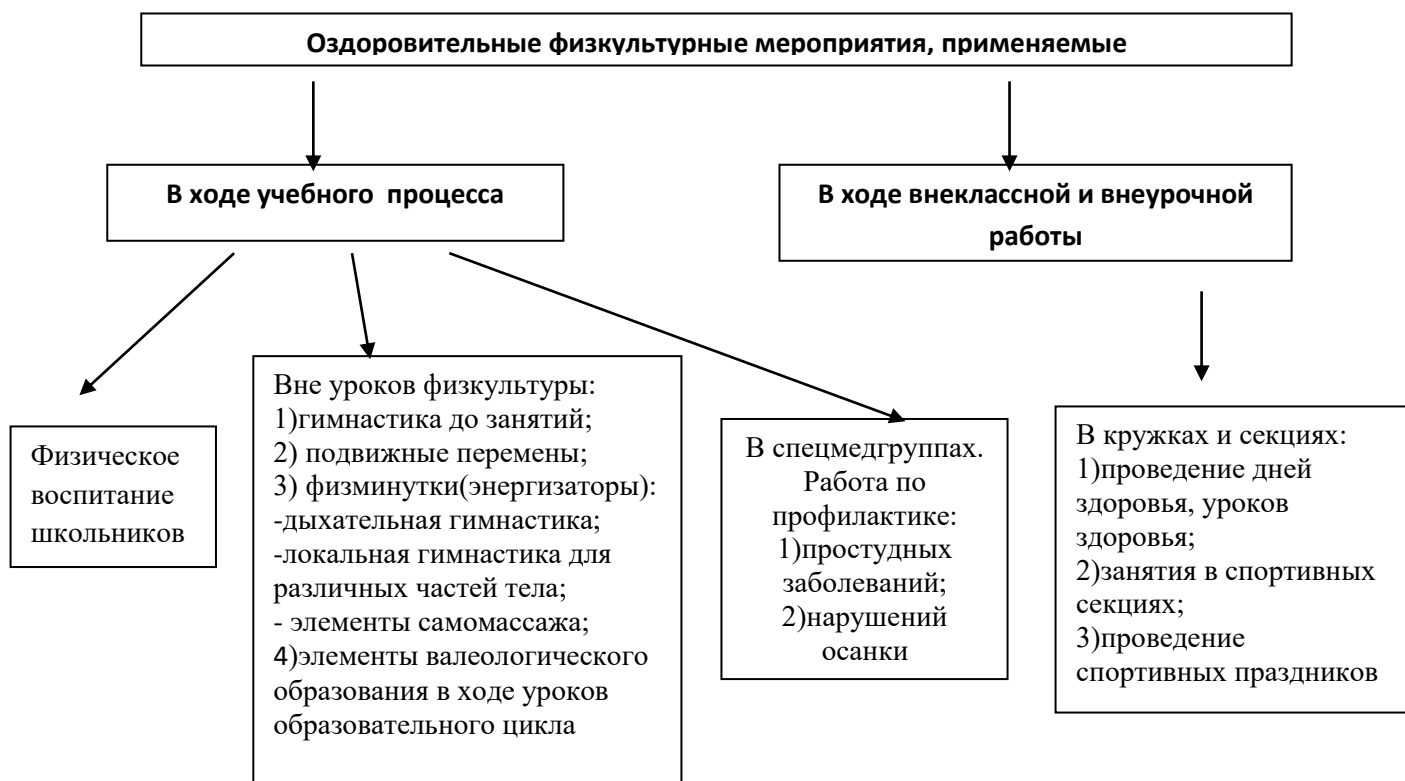 Оздоровительные физкультурные мероприятия, применяемые
В ходе учебного процесса
В ходе внеклассной и внеурочной
работы
Физическое
воспитание
школьников
Вне уроков физкультуры:
1)гимнастика до занятий;
2) подвижные перемены;
3) физминутки(энергизаторы):
-дыхательная гимнастика;
-локальная гимнастика для
различных частей тела;
- элементы самомассажа;
4)элементы валеологического
образования в ходе уроков
образовательного цикла
В спецмедгруппах.
Работа по
профилактике:
1)простудных
заболеваний;
2)нарушений
осанки
В кружках и секциях:
1)проведение дней
здоровья, уроков
здоровья;
2)занятия в спортивных
секциях;
3)проведение
спортивных праздников